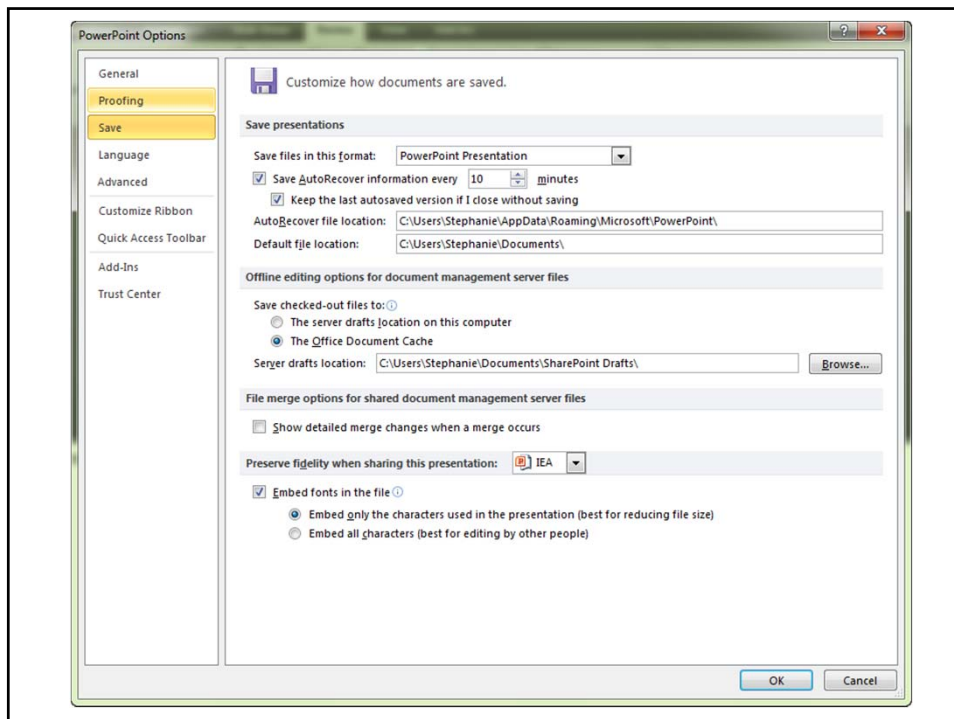 PowerPoint Options
General
Proofing
Save
Language
Advanced
Customize Ribbon
Quick Access Toolbar
Add-Ins
Trust Center
Customize how documents are saved.
Save presentations
Save files in this format: PowerPoint Presentation
Save AutoRecover information every 10 minutes
Keep the last autosaved version if I close without saving
AutoRecover file location: C:\Users\Stephanie\AppData\Roaming\Microsoft\PowerPoint\
Default file location: C:\Users\Stephanie\Documents\
Offline editing options for document management server files
Save checked-out files to:
The server drafts location on this computer
The Office Document Cache
Server drafts location: C:\Users\Stephanie\Documents\SharePoint Drafts\ Browse...
File merge options for shared document management server files
Show detailed merge changes when a merge occurs
Preserve fidelity when sharing this presentation: IEA
Embed fonts in the file
Embed only the characters used in the presentation (best for reducing file size)
Embed all characters (best for editing by other people)
OK Cancel